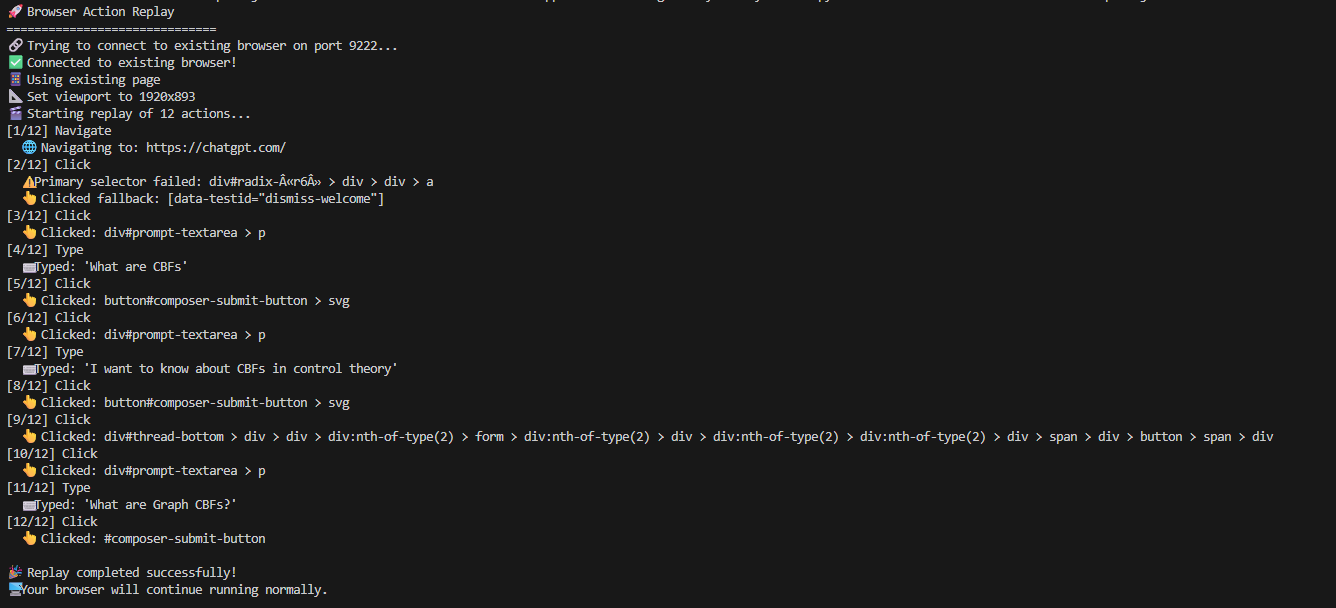 🚀 Browser Action Replay
==============================
🔗 Trying to connect to existing browser on port 9222...
✅ Connected to existing browser!
📱 Using existing page
📐 Set viewport to 1920x893
🎬 Starting replay of 12 actions...
[1/12] Navigate
🌐 Navigating to: https://chatgpt.com/
[2/12] Click
⚠️Primary selector failed: div#radix-Â«r6Â» > div > div > a
👆 Clicked fallback: [data-testid="dismiss-welcome"]
[3/12] Click
👆 Clicked: div#prompt-textarea > p
[4/12] Type
⌨️Typed: 'What are CBFs'
[5/12] Click
👆 Clicked: button#composer-submit-button > svg
[6/12] Click
👆 Clicked: div#prompt-textarea > p
[7/12] Type
⌨️Typed: 'I want to know about CBFs in control theory'
[8/12] Click
👆 Clicked: button#composer-submit-button > svg
[9/12] Click
👆 Clicked: div#thread-bottom > div > div > div:nth-of-type(2) > form > div:nth-of-type(2) > div > div:nth-of-type(2) > div:nth-of-type(2) > div > span > div > button > span > div
[10/12] Click
👆 Clicked: div#prompt-textarea > p
[11/12] Type
⌨️Typed: 'What are Graph CBFs?'
[12/12] Click
👆 Clicked: #composer-submit-button
🎉 Replay completed successfully!
🖥️Your browser will continue running normally.